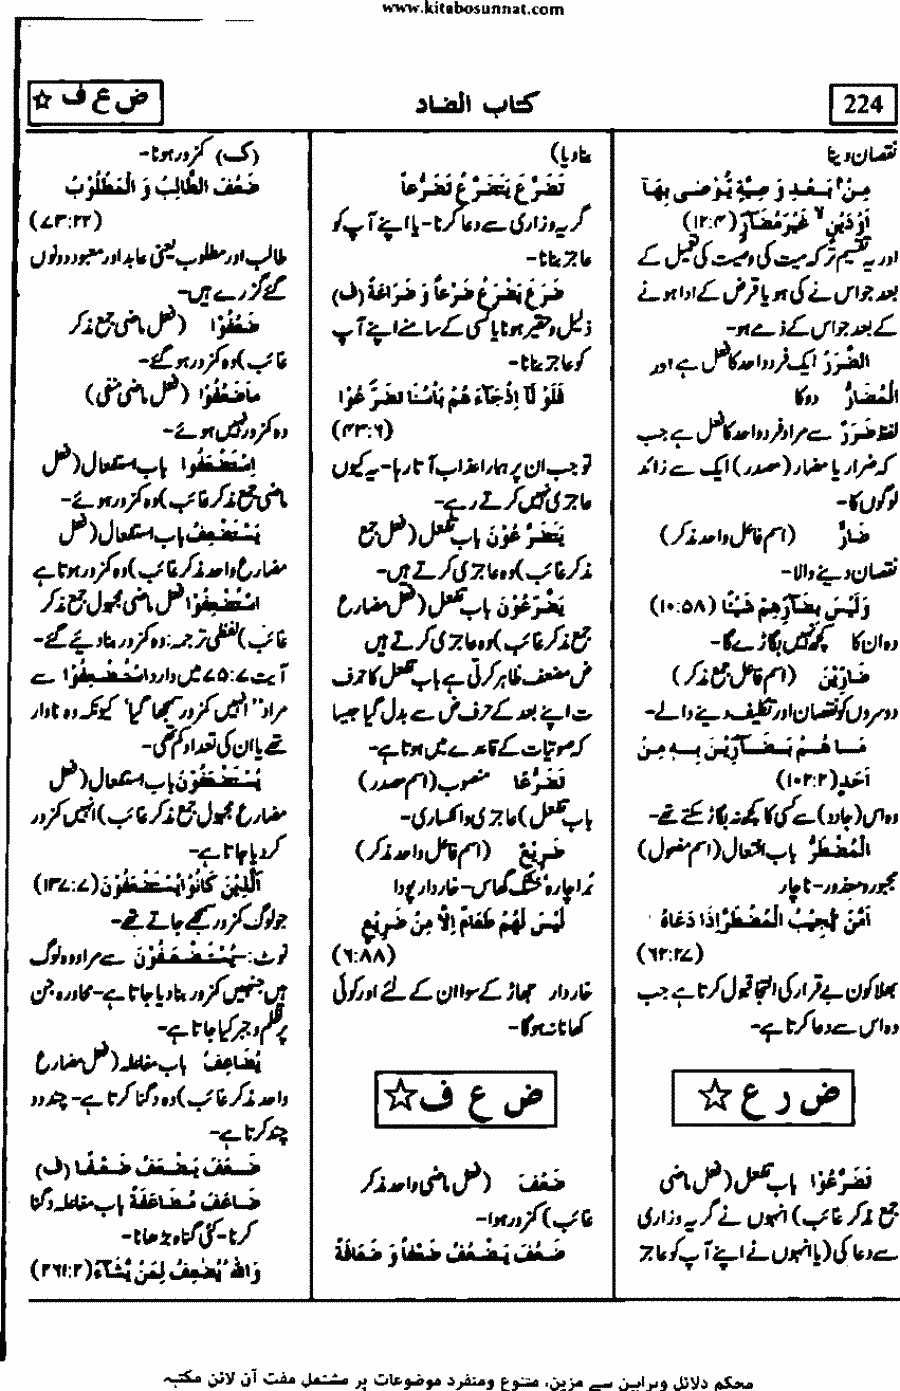 www.kitabosunnat.com
224
کتاب الضاد
ض ع ف ☆
نقصان دینا
مِنْۢ بَعْدِ وَصِيَّةٍ يُّوْصٰى بِهَآ
اَوْدَيْنٍ ۙ غَيْرَ مُضَآرٍّ (۱۲:۴)
اور یہ تقسیم ترکہ میت کی وصیت کی تعمیل کے
بعد جو اس نے کی ہو یا قرض کے ادا ہونے
کے بعد جو اس کے ذمے ہو-
الضَّرَرُ ایک فرد واحد کا فعل ہے اور
الْمُضَارُّ دو کا
لفظ ضَرَرٌ سے مراد فرد واحد کا فعل ہے جب
کہ ضرار یا مضار (مصدر) ایک سے زائد
لوگوں کا-
ضَارٌّ (اسم فاعل واحد مذکر)
نقصان دینے والا-
وَلَيْسَ بِضَآرِّهِمْ شَيْئًا (۱۰:۵۸)
وہ ان کا کچھ نہیں بگاڑے گا-
ضَارِّيْنَ (اسم فاعل جمع مذکر)
دوسروں کو نقصان اور تکلیف دینے والے-
مَا هُمْ بِضَآرِّيْنَ بِهِ مِنْ
اَحَدٍ (۱۰۲:۲)
وہ اس (جادو) سے کسی کا کچھ نہ بگاڑ سکتے تھے-
الْمُضْطَرُّ باب افتعال (اسم مفعول)
مجبور و معذور- ناچار
اَمَّنْ يُّجِيْبُ الْمُضْطَرَّ اِذَا دَعَاهُ
(۶۲:۲۷)
بھلا کون بے قرار کی التجا قبول کرتا ہے جب
وہ اس سے دعا کرتا ہے-
ض ر ع ☆
تَضَرَّعُوْا باب تفعل (فعل ماضی
جمع مذکر غائب) انہوں نے گریہ وزاری
سے دعا کی (یا انہوں نے اپنے آپ کو عاجز
بنا دیا)
تَضَرَّعَ يَتَضَرَّعُ تَضَرُّعاً
گریہ وزاری سے دعا کرنا- یا اپنے آپ کو
عاجز بنانا-
ضَرَعَ يَضْرَعُ ضَرْعاً وَ ضَرَاعَةً (ف)
ذلیل وحقیر ہونا یا کسی کے سامنے اپنے آپ
کو عاجز بنانا-
فَلَوْ لَآ اِذْجَآءَ هُمْ بَأْسُنَا تَضَرَّعُوْا
(۴۳:۶)
تو جب ان پر ہمارا عذاب آتا رہا- یہ کیوں
عاجزی نہیں کرتے رہے-
يَتَضَرَّعُوْنَ باب تفعل (فعل جمع
مذکر غائب) وہ عاجزی کرتے ہیں-
يَضَّرَّعُوْنَ باب تفعل (فعل مضارع
جمع مذکر غائب) وہ عاجزی کرتے ہیں
ض مضعف ظاہر کرتی ہے باب تفعل کا حرف
ت اپنے بعد کے حرف ض سے بدل گیا جیسا
کہ صوتیات کے قاعدے میں ہوتا ہے-
تَضَرُّعًا منصوب (اسم مصدر)
باب تفعل) عاجزی وانکساری-
ضَرِيْعٌ (اسم فاعل واحد مذکر)
بُرا چارہ خشک گھاس- خاردار پودا
لَيْسَ لَهُمْ طَعَامٌ اِلَّا مِنْ ضَرِيْعٍ
(۶:۸۸)
خاردار جھاڑ کے سوا ان کے لئے اور کوئی
کھانا نہ ہوگا-
ض ع ف ☆
ضَعُفَ (فعل ماضی واحد مذکر
غائب) کمزور ہوا-
ضَعُفَ يَضْعُفُ ضَعْفاً وَ ضَعَافَةً
(ک) کمزور ہونا-
ضَعُفَ الطَّالِبُ وَ الْمَطْلُوْبُ
(۷۳:۲۲)
طالب اور مطلوب یعنی عابد اور معبود دونوں
گئے گزرے ہیں-
ضَعُفُوْا (فعل ماضی جمع مذکر
غائب) وہ کمزور ہو گئے-
مَاضَعُفُوْا (فعل ماضی منفی)
وہ کمزور نہیں ہوئے-
اِسْتَضْعَفُوا باب استفعال (فعل
ماضی جمع مذکر غائب) وہ کمزور ہوئے-
يَسْتَضْعِفُ باب استفعال (فعل
مضارع واحد مذکر غائب) وہ کمزور ہوتا ہے
اسْتُضْعِفُوْا فعل ماضی مجہول جمع مذکر
غائب) لفظی ترجمہ: وہ کمزور بنا دیئے گئے-
آیت ۷۵:۷ میں وارد اسْتُضْعِفُوْا سے
مراد "انہیں کمزور سمجھا گیا" کیونکہ وہ نادار
تھے یا ان کی تعداد کم تھی-
يُسْتَضْعَفُوْنَ باب استفعال (فعل
مضارع مجہول جمع مذکر غائب) انہیں کمزور
کر دیا جاتا ہے-
اَلَّذِيْنَ كَانُوْا يُسْتَضْعَفُوْنَ (۱۳۷:۷)
جو لوگ کمزور سمجھے جاتے تھے-
نوٹ:- يُسْتَضْعَفُوْنَ سے مراد وہ لوگ
ہیں جنہیں کمزور بنا دیا جاتا ہے- محاورہ جن
پر ظلم و جبر کیا جاتا ہے-
يُضَاعِفُ باب مفاعلہ (فعل مضارع
واحد مذکر غائب) وہ دگنا کرتا ہے- چند در
چند کرتا ہے-
ضَعَفَ يَضْعَفُ ضَعْفًا (ف)
ضَاعَفَ مُضَاعَفَةً باب مفاعلہ دگنا
کرنا- کئی گنا بڑھانا-
وَاللّٰهُ يُضٰعِفُ لِمَنْ يَّشَآءُ (۲۶۱:۲)
محکم دلائل وبراہین سے مزین، متنوع ومنفرد موضوعات پر مشتمل مفت آن لائن مکتبہ